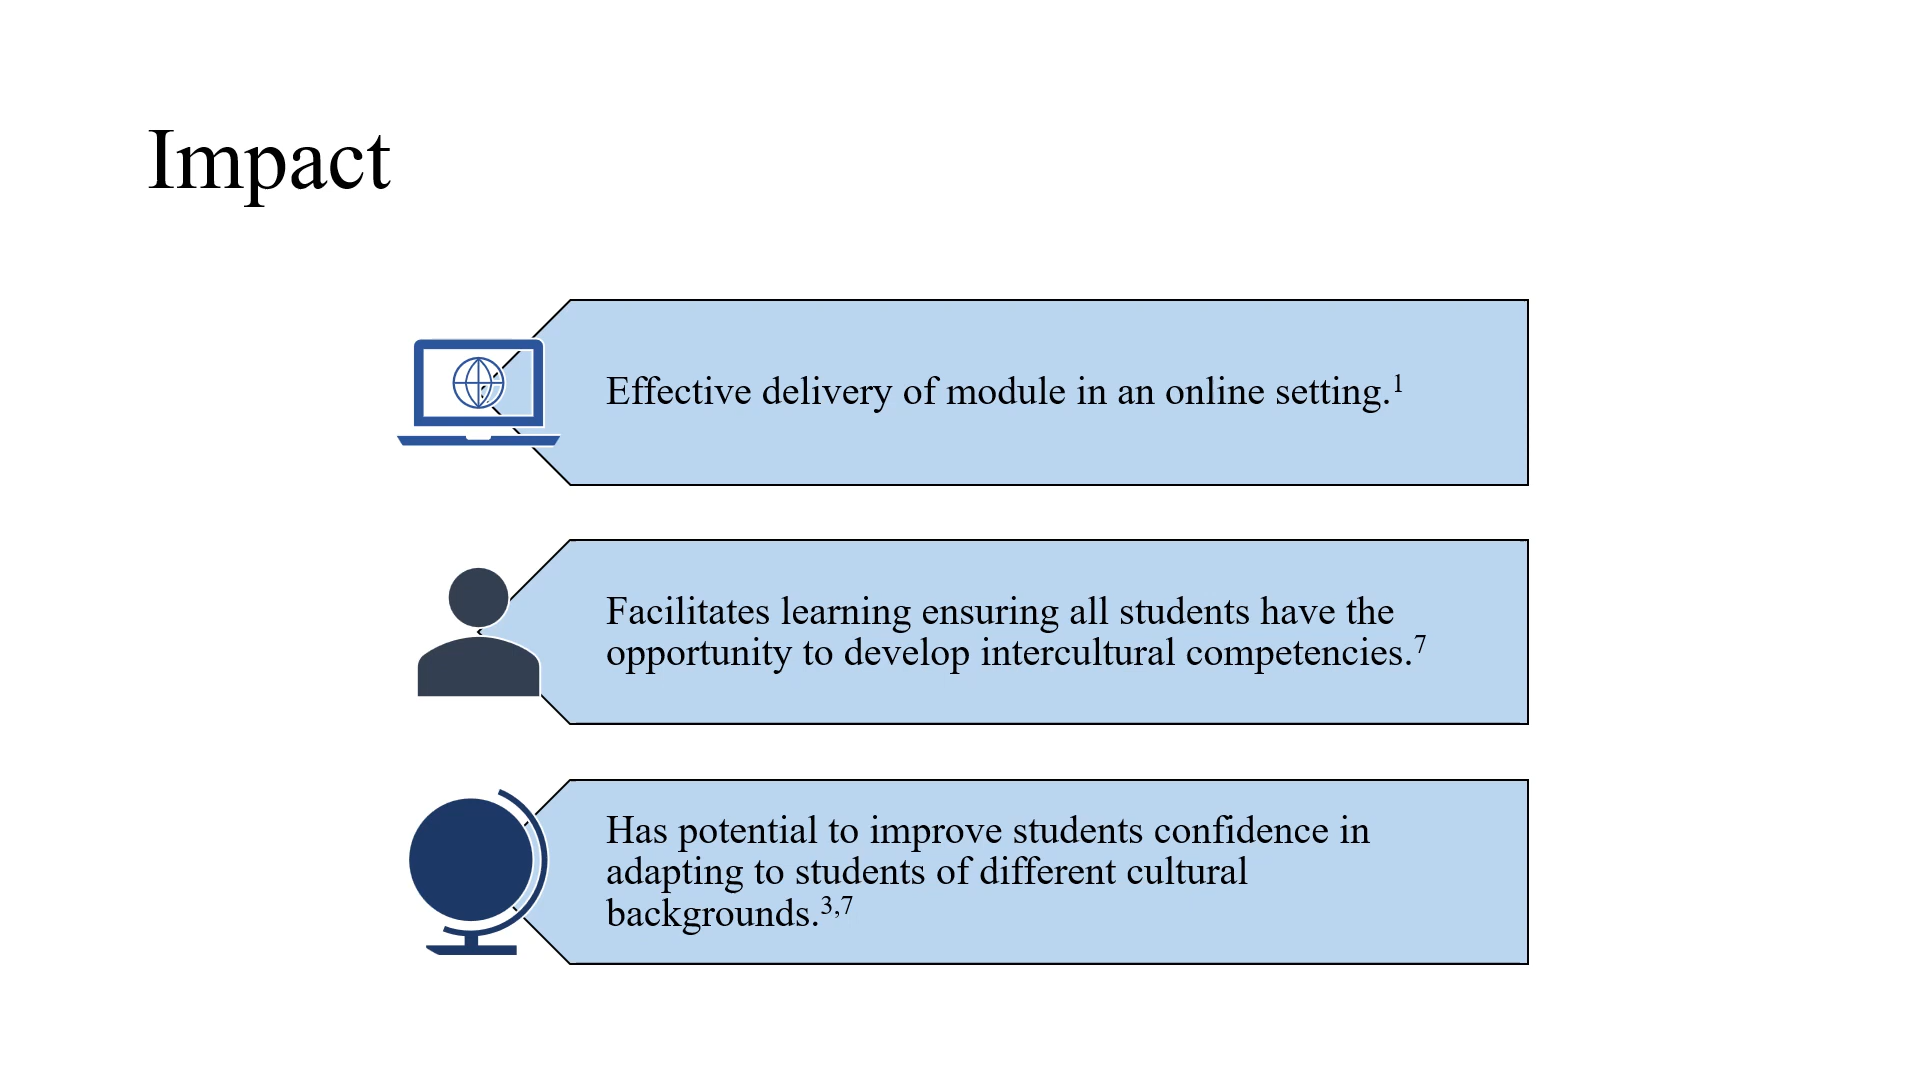 Impact
Effective delivery of module in an online setting.¹
Facilitates learning ensuring all students have the
opportunity to develop intercultural competencies.⁷
Has potential to improve students confidence in
adapting to students of different cultural
backgrounds.³,⁷